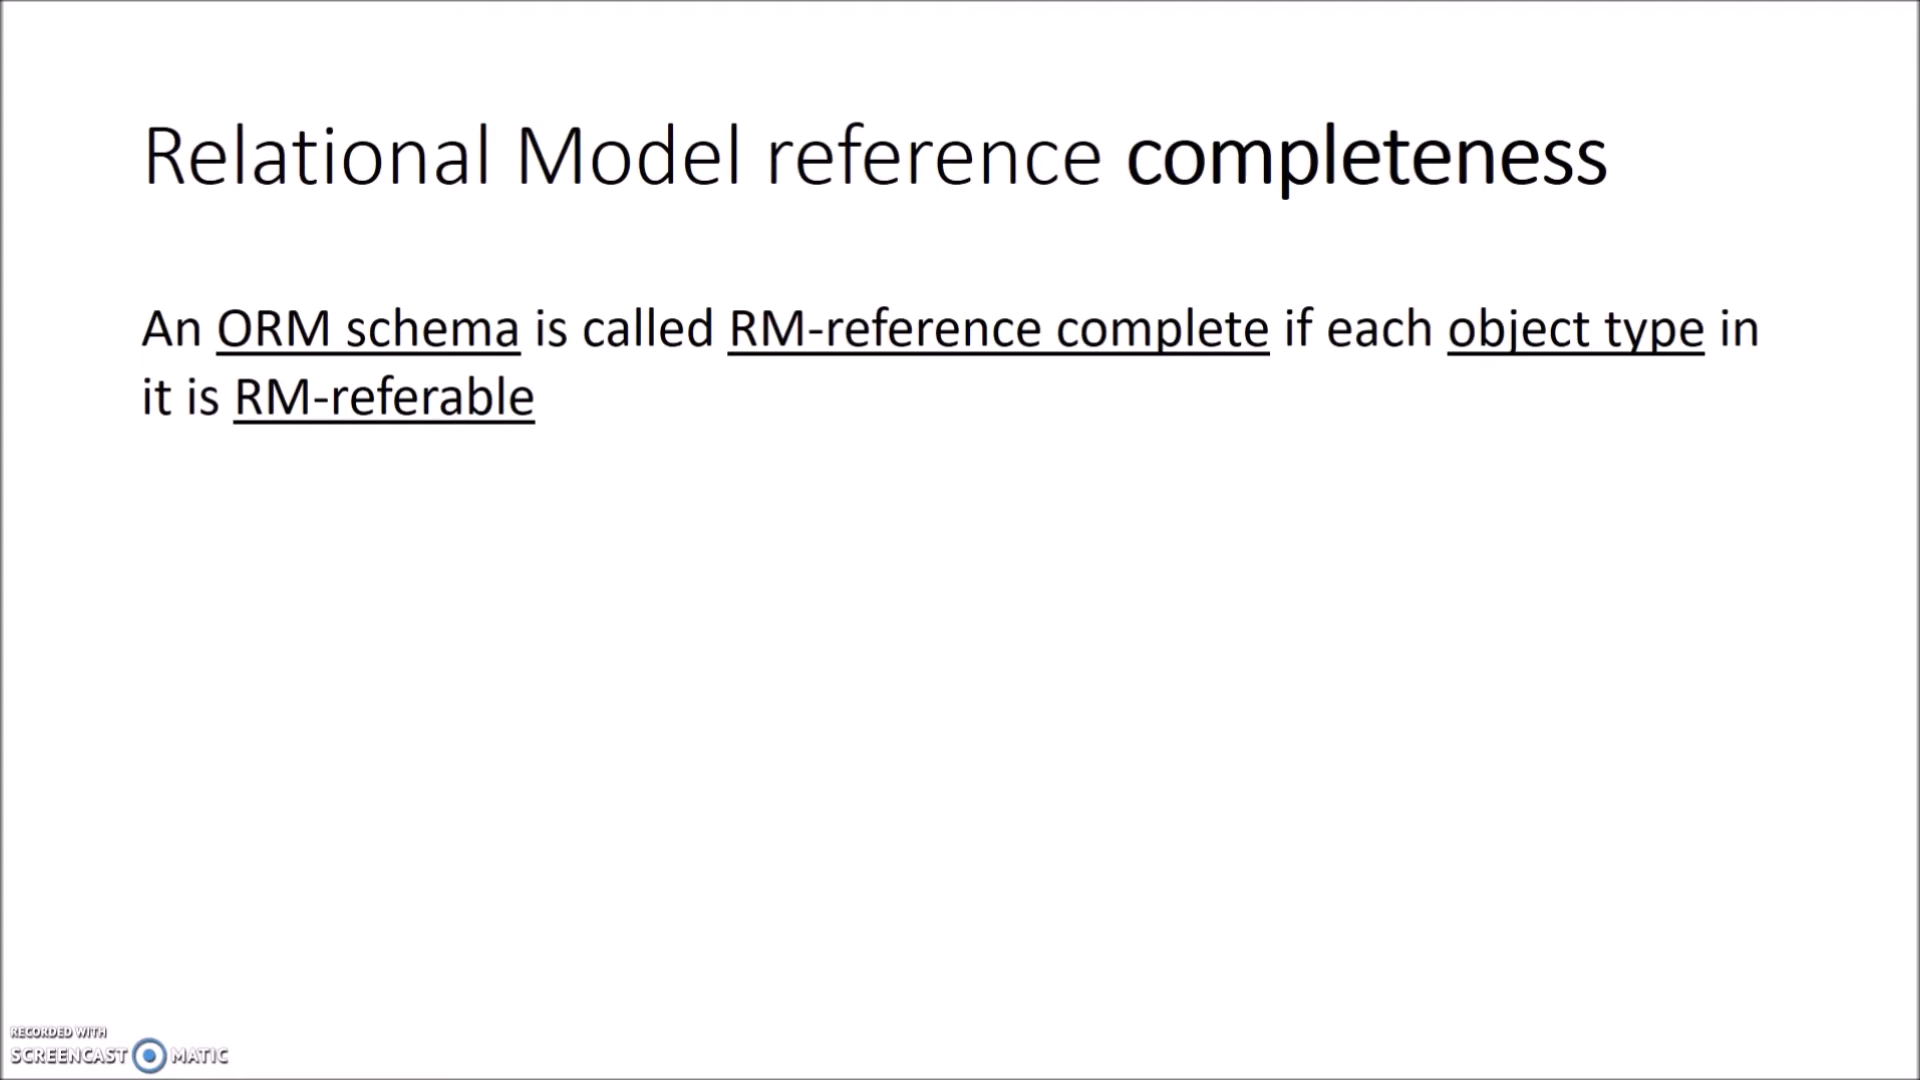 Relational Model reference completeness
An ORM schema is called RM-reference complete if each object type in
it is RM-referable
RECORDED WITH
SCREENCAST MATIC